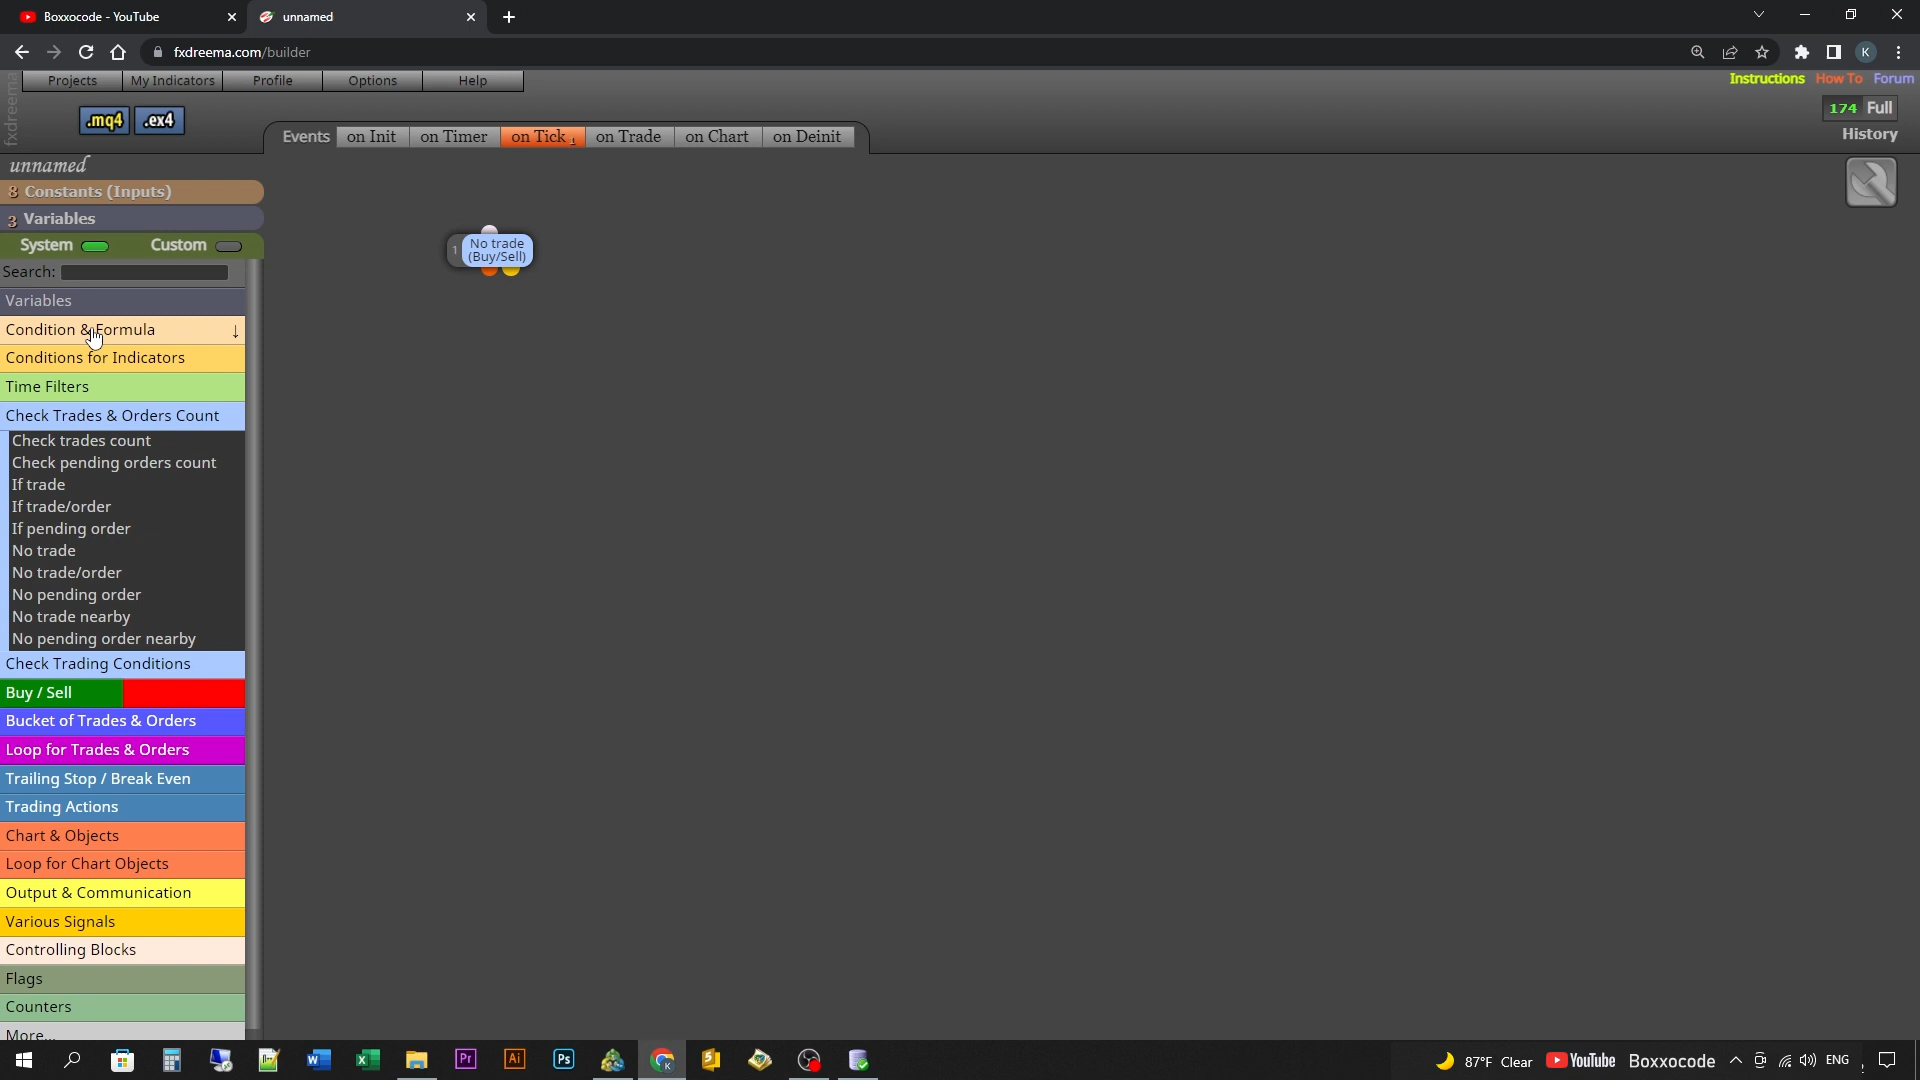 Boxxocode - YouTube
unnamed
fxdreema.com/builder
K
Projects
My Indicators
Profile
Options
Help
Instructions
How To
Forum
fxdreema
.mq4
.ex4
174 Full
History
Events
on Init
on Timer
on Tick 1
on Trade
on Chart
on Deinit
unnamed
8 Constants (Inputs)
3 Variables
System
Custom
Search:
1
No trade
(Buy/Sell)
Variables
Condition & Formula ↓
Conditions for Indicators
Time Filters
Check Trades & Orders Count
Check trades count
Check pending orders count
If trade
If trade/order
If pending order
No trade
No trade/order
No pending order
No trade nearby
No pending order nearby
Check Trading Conditions
Buy / Sell
Bucket of Trades & Orders
Loop for Trades & Orders
Trailing Stop / Break Even
Trading Actions
Chart & Objects
Loop for Chart Objects
Output & Communication
Various Signals
Controlling Blocks
Flags
Counters
More...
Pr
Ai
Ps
87°F Clear
YouTube
Boxxocode
ENG